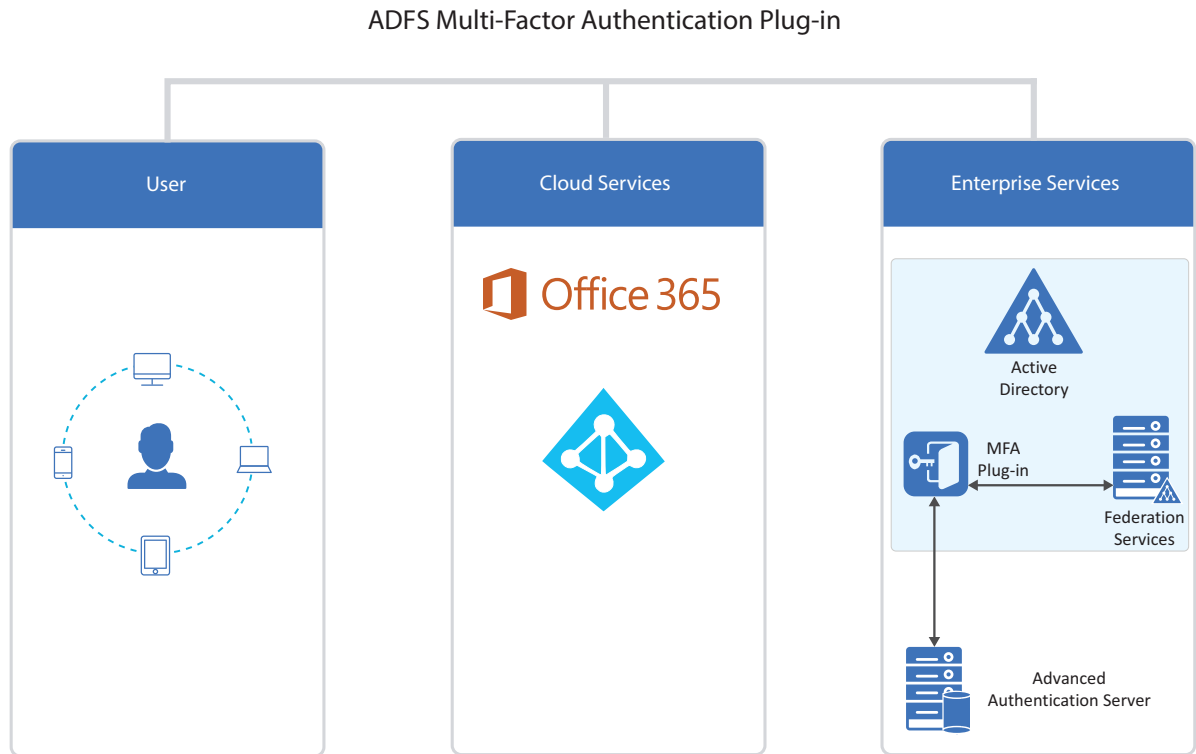 ADFS Multi-Factor Authentication Plug-in
User
Cloud Services
Enterprise Services
Office 365
Active
Directory
MFA
Plug-in
Federation
Services
Advanced
Authentication Server